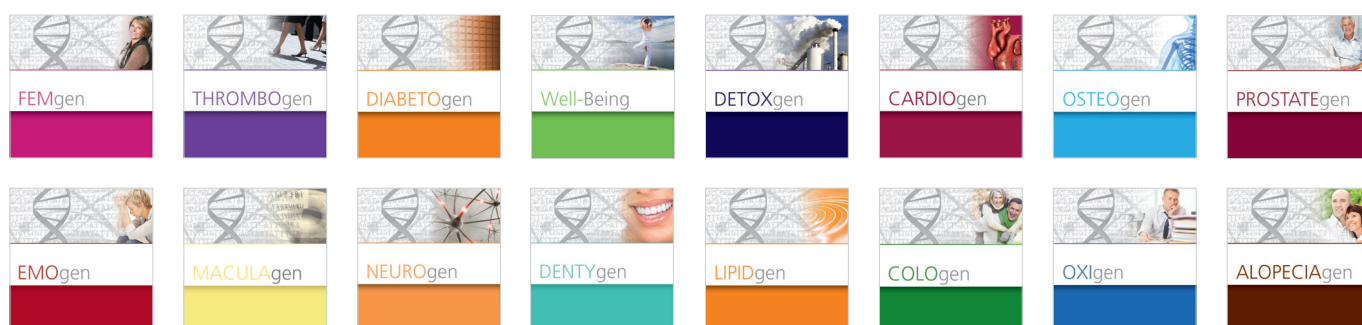 FEMgen
THROMBOgen
DIABETOgen
Well-Being
DETOXgen
CARDIOgen
OSTEOgen
PROSTATEgen
EMOgen
MACULAgen
NEUROgen
DENTYgen
LIPIDgen
COLOgen
OXIgen
ALOPECIAgen